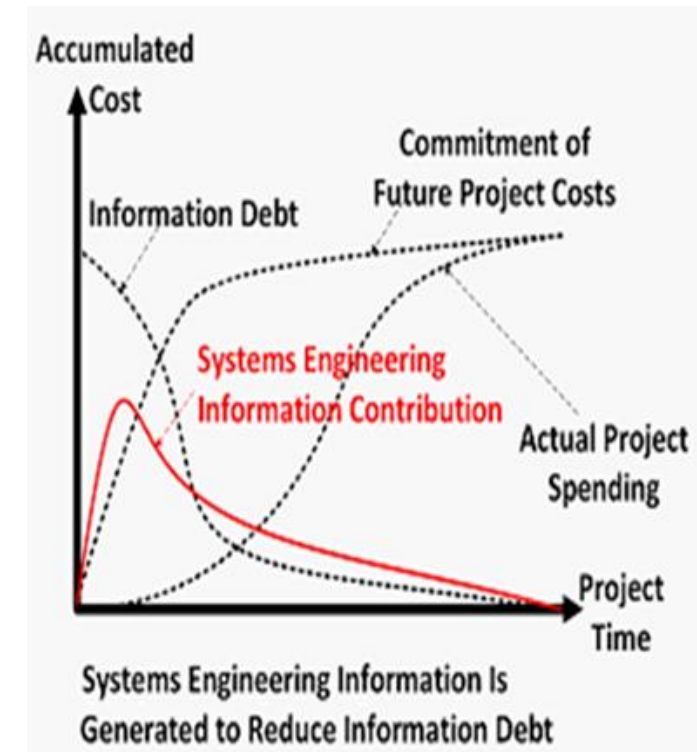 Accumulated
Cost
Commitment of
Future Project Costs
Information Debt
Systems Engineering
Information Contribution
Actual Project
Spending
Project
Time
Systems Engineering Information Is
Generated to Reduce Information Debt